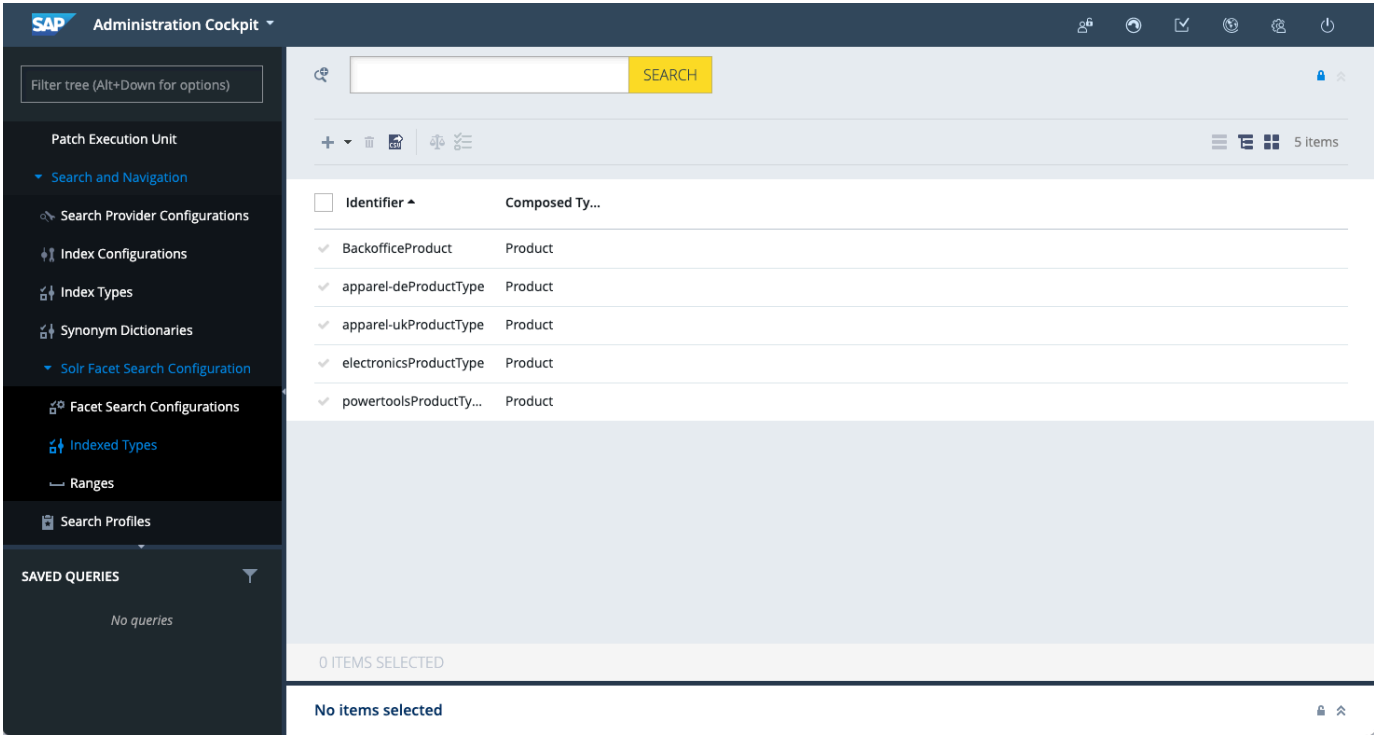 SAP Administration Cockpit
Filter tree (Alt+Down for options)
Patch Execution Unit
Search and Navigation
Search Provider Configurations
Index Configurations
Index Types
Synonym Dictionaries
Solr Facet Search Configuration
Facet Search Configurations
Indexed Types
Ranges
Search Profiles
SAVED QUERIES
No queries
SEARCH
CSV
5 items
Identifier Composed Ty...
BackofficeProduct Product
apparel-deProductType Product
apparel-ukProductType Product
electronicsProductType Product
powertoolsProductTy... Product
0 ITEMS SELECTED
No items selected